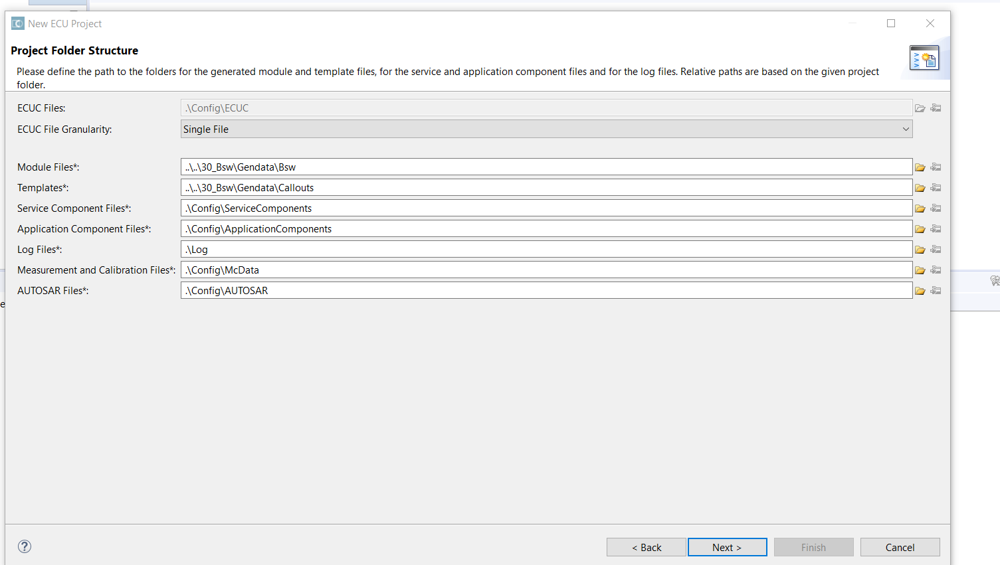 New ECU Project
Project Folder Structure
Please define the path to the folders for the generated module and template files, for the service and application component files and for the log files. Relative paths are based on the given project
folder.
ECUC Files: .\Config\ECUC
ECUC File Granularity: Single File
Module Files*: ..\..\30_Bsw\Gendata\Bsw
Templates*: ..\..\30_Bsw\Gendata\Callouts
Service Component Files*: .\Config\ServiceComponents
Application Component Files*: .\Config\ApplicationComponents
Log Files*: .\Log
Measurement and Calibration Files*: .\Config\McData
AUTOSAR Files*: .\Config\AUTOSAR
e
? < Back Next > Finish Cancel